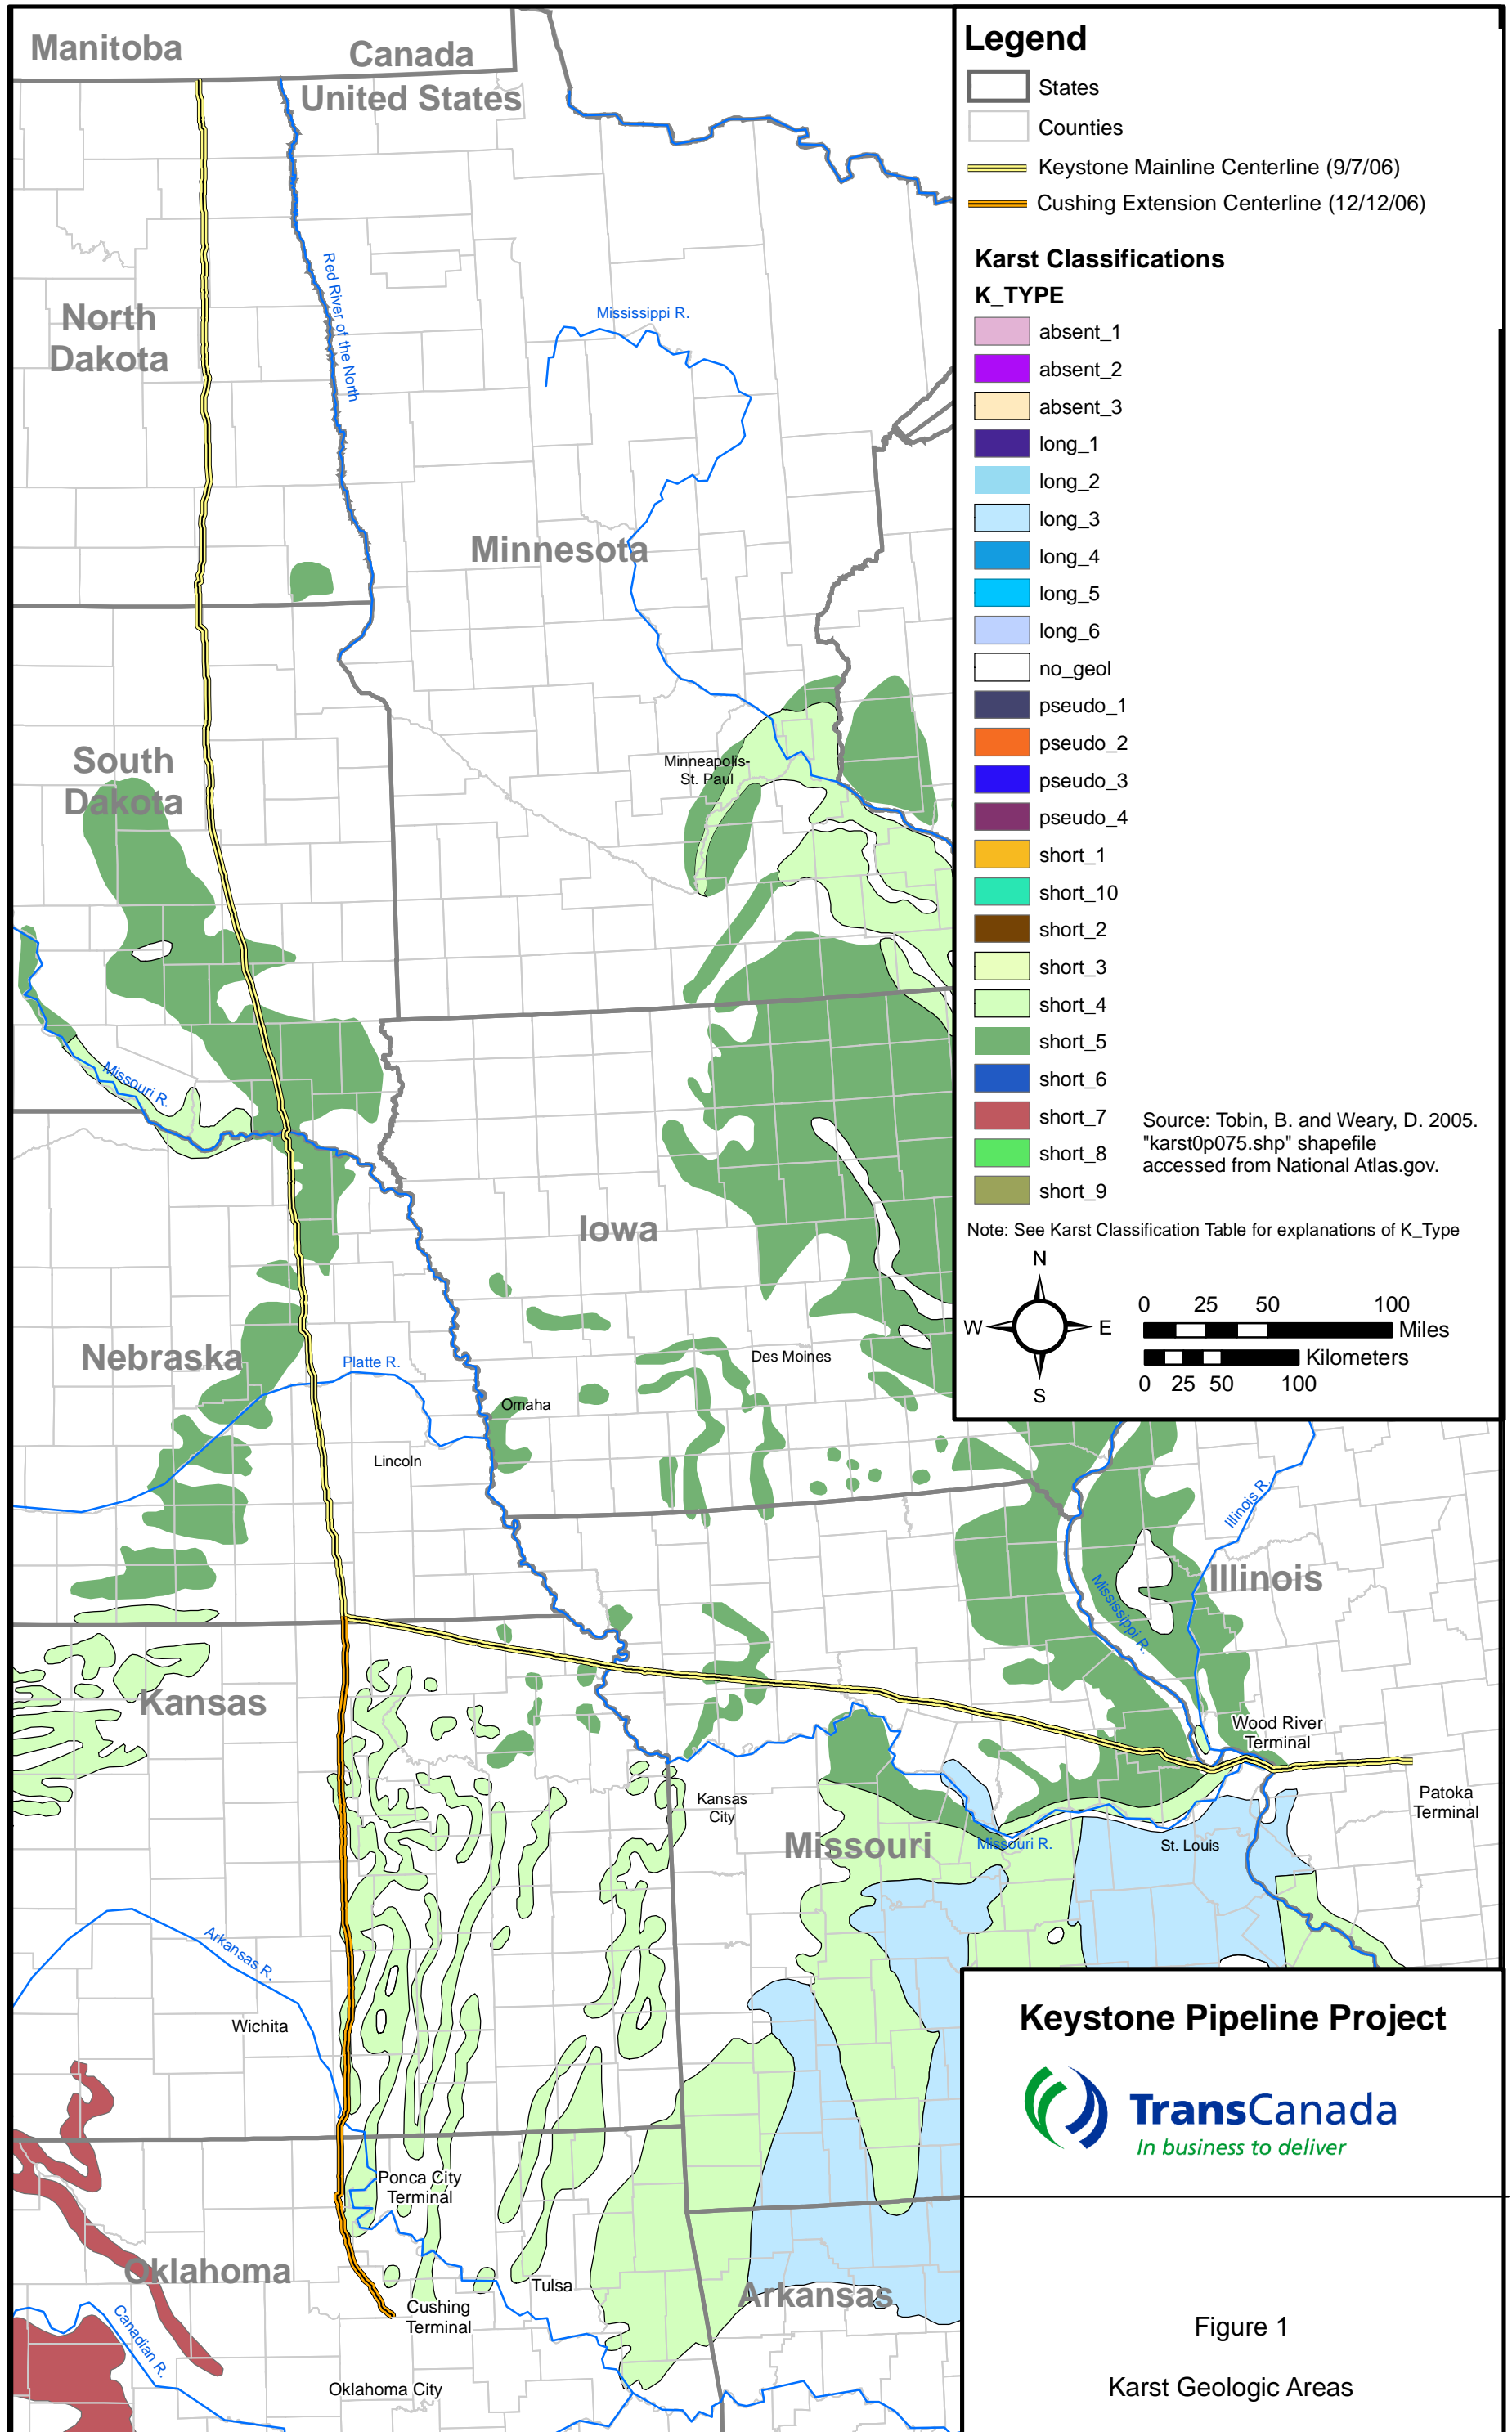 Manitoba
Canada
United States
North
Dakota
Red River of the North
Mississippi R.
Minnesota
South
Dakota
Minneapolis-
St. Paul
Missouri R.
Iowa
Nebraska
Platte R.
Des Moines
Omaha
Lincoln
Illinois R.
Illinois
Mississippi R.
Kansas
Wood River
Terminal
Patoka
Terminal
Kansas
City
Missouri
Missouri R.
St. Louis
Arkansas R.
Wichita
Ponca City
Terminal
Oklahoma
Tulsa
Arkansas
Cushing
Terminal
Canadian R.
Oklahoma City
Legend
States
Counties
Keystone Mainline Centerline (9/7/06)
Cushing Extension Centerline (12/12/06)
Karst Classifications
K_TYPE
absent_1
absent_2
absent_3
long_1
long_2
long_3
long_4
long_5
long_6
no_geol
pseudo_1
pseudo_2
pseudo_3
pseudo_4
short_1
short_10
short_2
short_3
short_4
short_5
short_6
short_7
short_8
short_9
Source: Tobin, B. and Weary, D. 2005.
"karst0p075.shp" shapefile
accessed from National Atlas.gov.
Note: See Karst Classification Table for explanations of K_Type
N
W
E
S
0 25 50 100
Miles
Kilometers
0 25 50 100
Keystone Pipeline Project
TransCanada
In business to deliver
Figure 1
Karst Geologic Areas